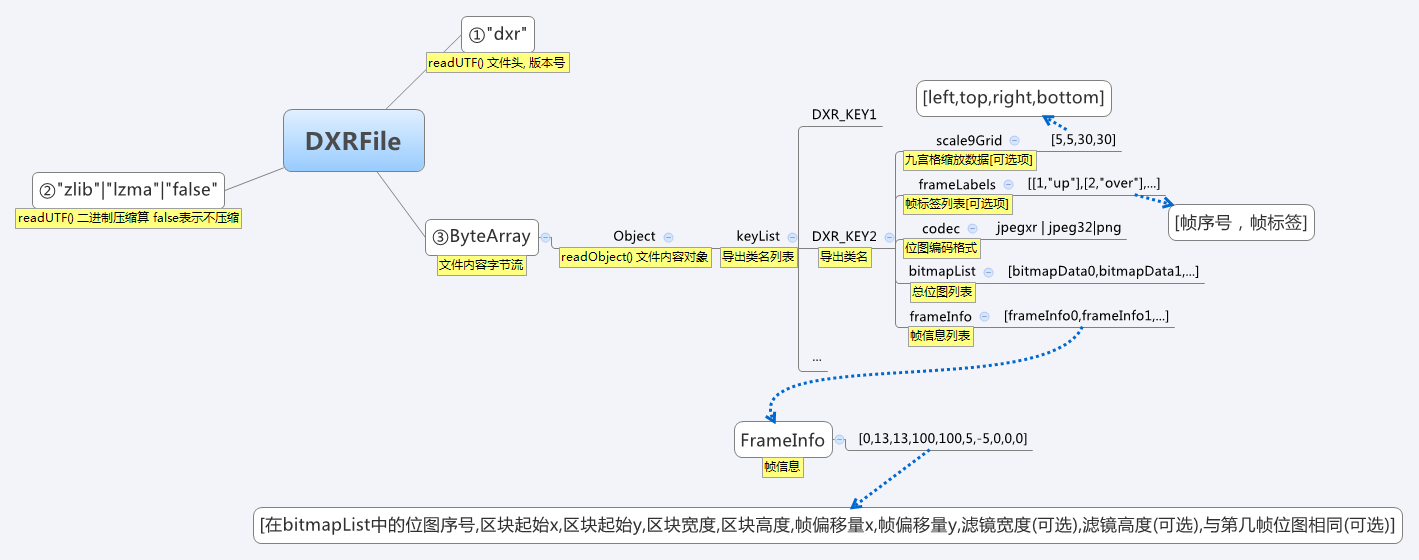 ①"dxr"
readUTF() 文件头, 版本号
DXRFile
②"zlib"|"lzma"|"false"
readUTF() 二进制压缩算 false表示不压缩
③ByteArray
文件内容字节流
Object
readObject() 文件内容对象
keyList
导出类名列表
DXR_KEY1
DXR_KEY2
导出类名
...
[left,top,right,bottom]
scale9Grid
[5,5,30,30]
九宫格缩放数据[可选项]
frameLabels
[[1,"up"],[2,"over"],...]
帧标签列表[可选项]
[帧序号，帧标签]
codec
jpegxr | jpeg32|png
位图编码格式
bitmapList
[bitmapData0,bitmapData1,...]
总位图列表
frameInfo
[frameInfo0,frameInfo1,...]
帧信息列表
FrameInfo
[0,13,13,100,100,5,-5,0,0,0]
帧信息
[在bitmapList中的位图序号,区块起始x,区块起始y,区块宽度,区块高度,帧偏移量x,帧偏移量y,滤镜宽度(可选),滤镜高度(可选),与第几帧位图相同(可选)]